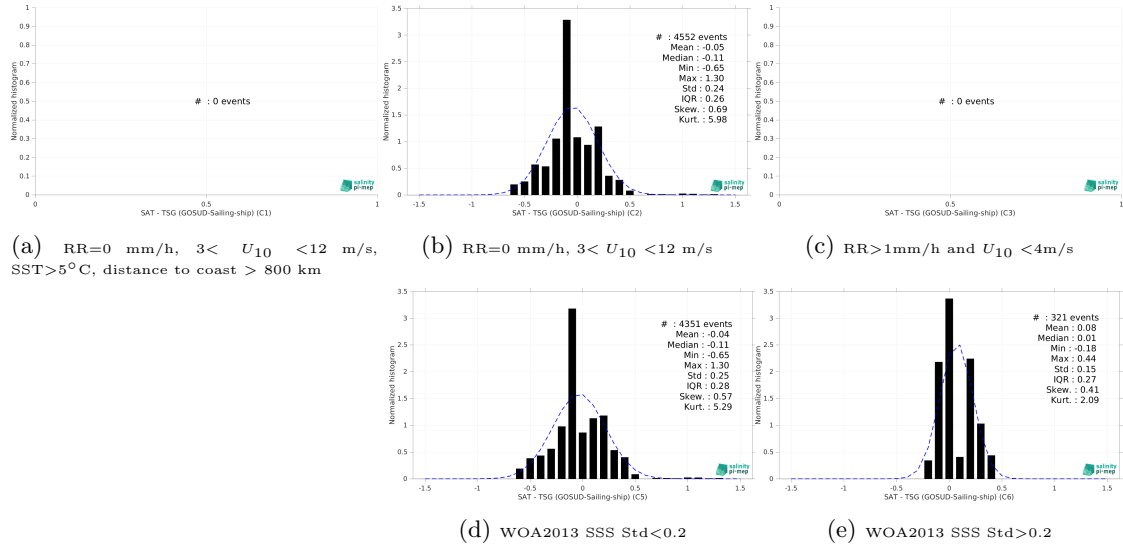 1
0.9
0.8
0.7
0.6
0.5
0.4
0.3
0.2
0.1
0
Normalized histogram
# : 0 events
salinity
pi-mep
0 0.5 1
SAT - TSG (GOSUD-Sailing-ship) (C1)
(a) RR=0 mm/h, 3< U10 <12 m/s,
SST>5°C, distance to coast > 800 km
3.5
3
2.5
2
1.5
1
0.5
0
Normalized histogram
# : 4552 events
Mean : -0.05
Median : -0.11
Min : -0.65
Max : 1.30
Std : 0.24
IQR : 0.26
Skew. : 0.69
Kurt. : 5.98
salinity
pi-mep
-1.5 -1 -0.5 0 0.5 1 1.5
SAT - TSG (GOSUD-Sailing-ship) (C2)
(b) RR=0 mm/h, 3< U10 <12 m/s
1
0.9
0.8
0.7
0.6
0.5
0.4
0.3
0.2
0.1
0
Normalized histogram
# : 0 events
salinity
pi-mep
0 0.5 1
SAT - TSG (GOSUD-Sailing-ship) (C3)
(c) RR>1mm/h and U10 <4m/s
3.5
3
2.5
2
1.5
1
0.5
0
Normalized histogram
# : 4351 events
Mean : -0.04
Median : -0.11
Min : -0.65
Max : 1.30
Std : 0.25
IQR : 0.28
Skew. : 0.57
Kurt. : 5.29
salinity
pi-mep
-1.5 -1 -0.5 0 0.5 1 1.5
SAT - TSG (GOSUD-Sailing-ship) (C5)
(d) WOA2013 SSS Std<0.2
3.5
3
2.5
2
1.5
1
0.5
0
Normalized histogram
# : 321 events
Mean : 0.08
Median : 0.01
Min : -0.18
Max : 0.44
Std : 0.15
IQR : 0.27
Skew. : 0.41
Kurt. : 2.09
salinity
pi-mep
-1.5 -1 -0.5 0 0.5 1 1.5
SAT - TSG (GOSUD-Sailing-ship) (C6)
(e) WOA2013 SSS Std>0.2